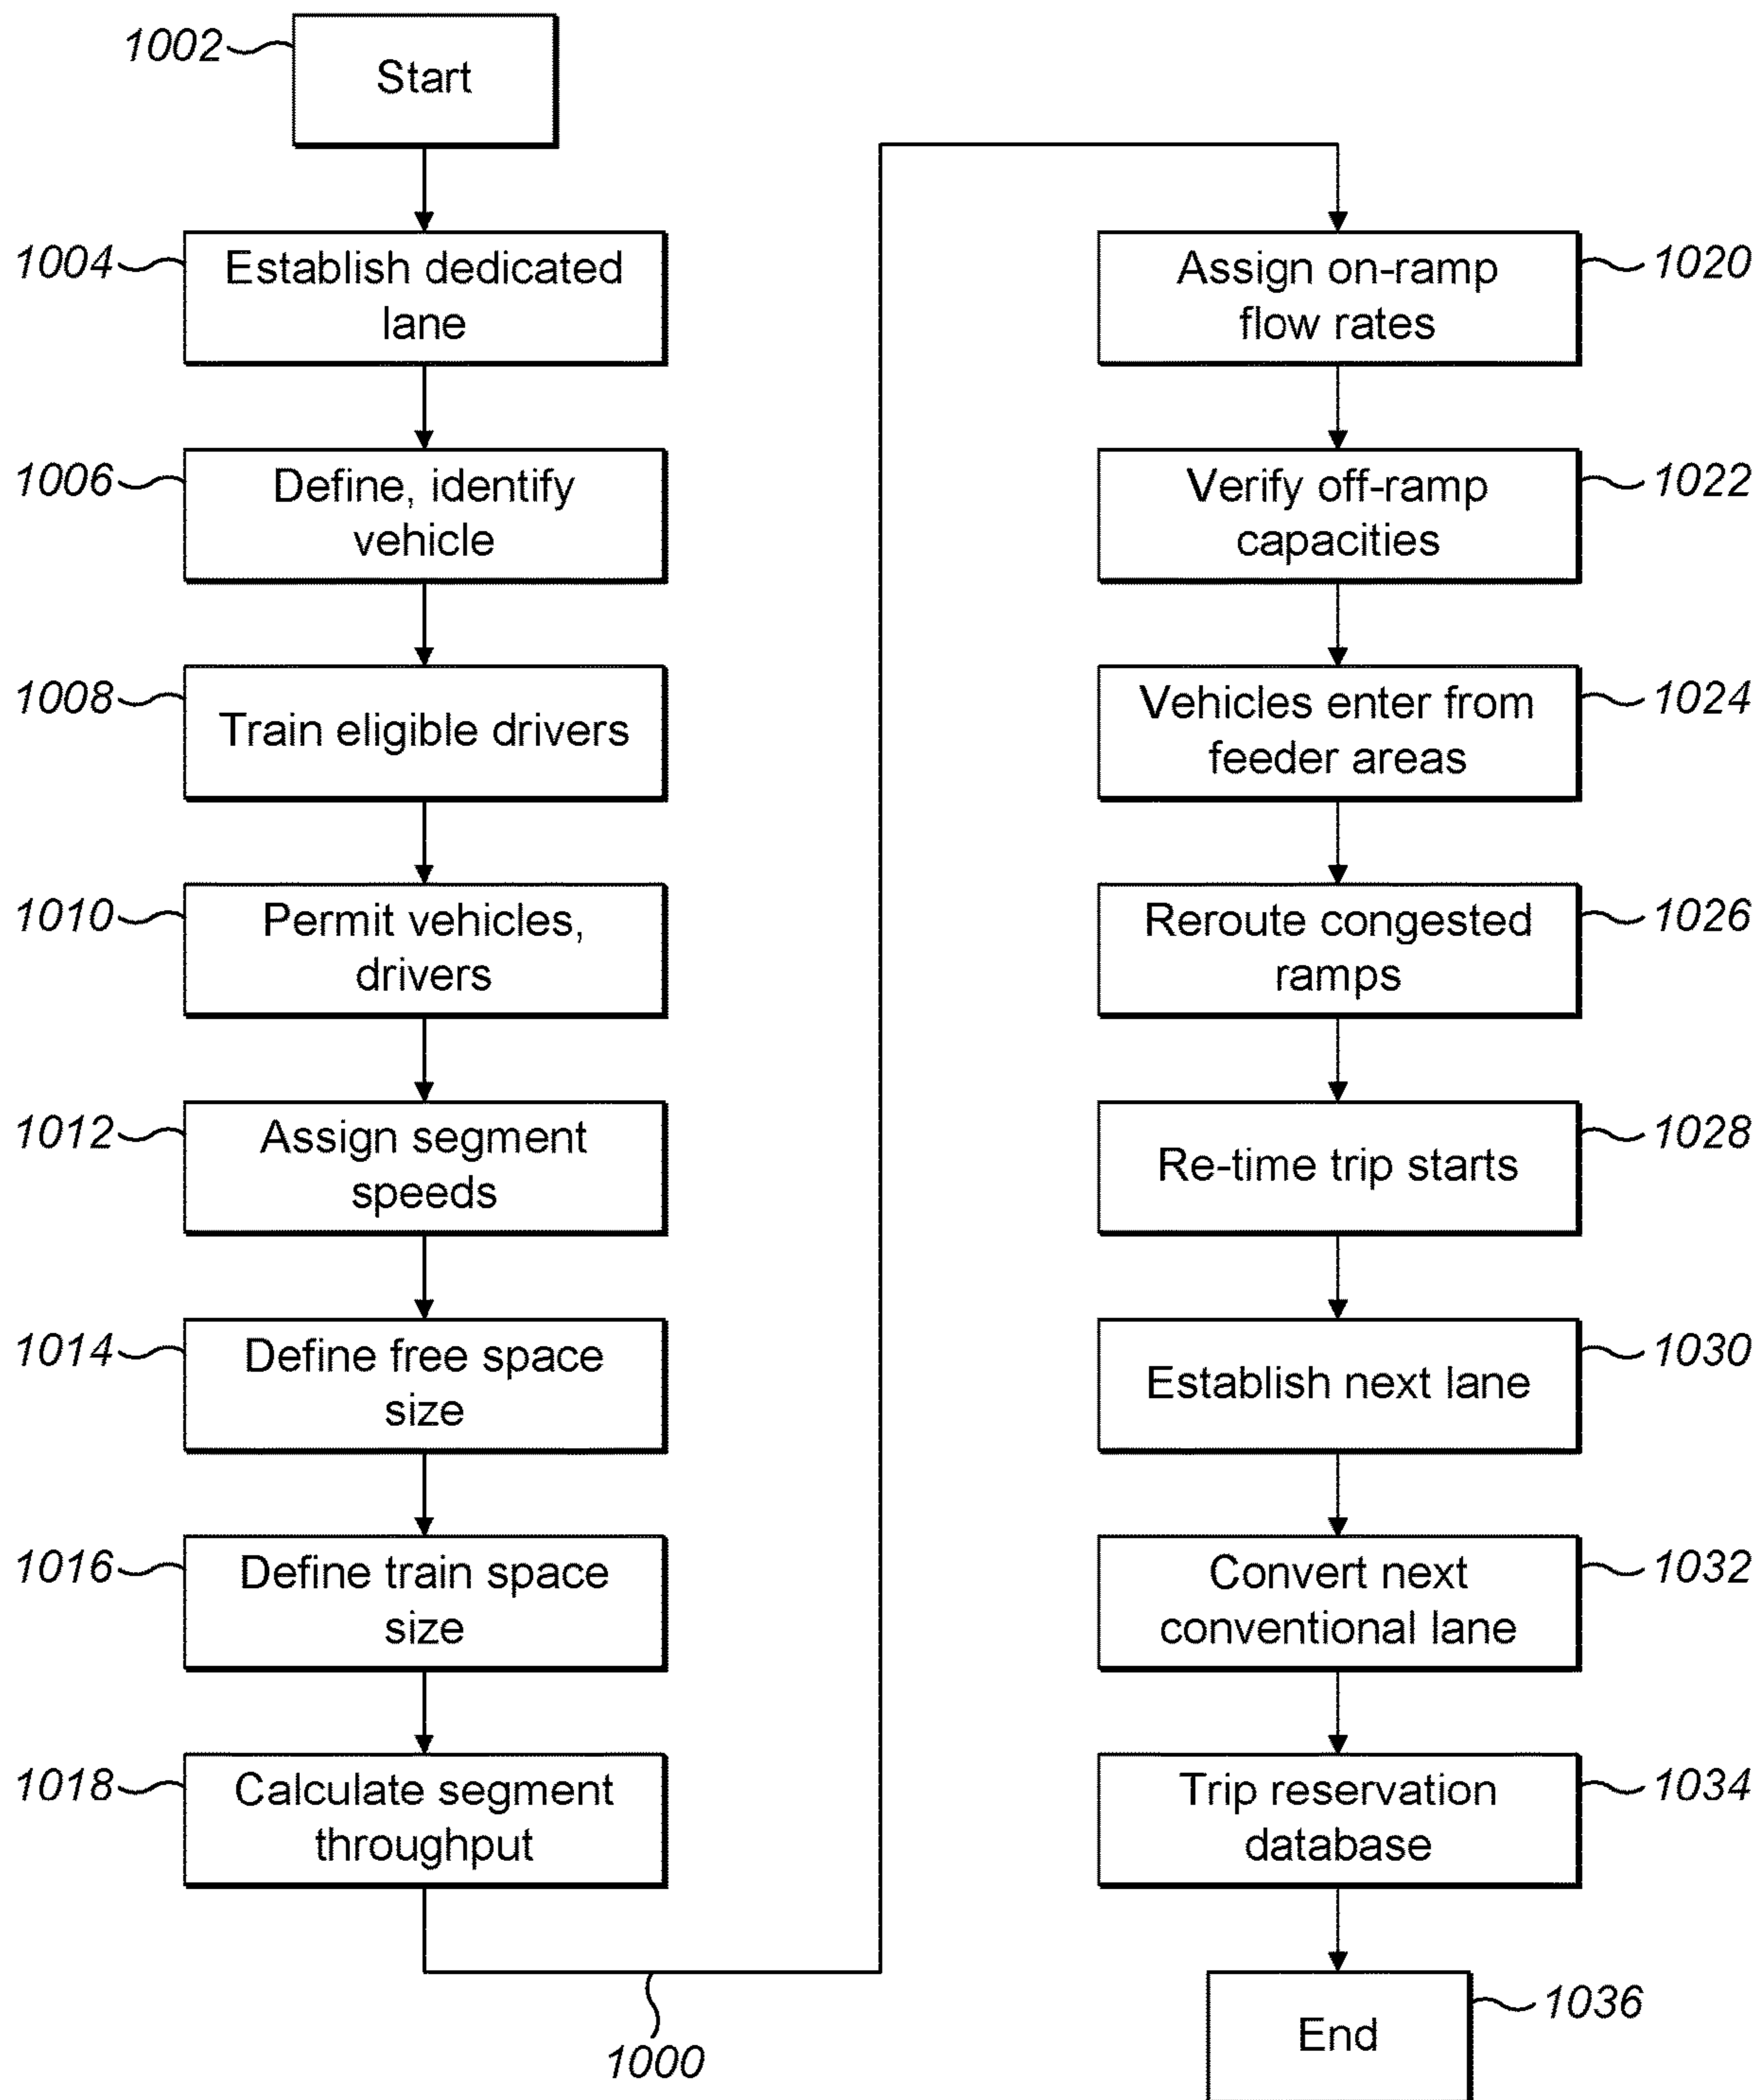 1002
Start
1004
Establish dedicated
lane
1006
Define, identify
vehicle
1008
Train eligible drivers
1010
Permit vehicles,
drivers
1012
Assign segment
speeds
1014
Define free space
size
1016
Define train space
size
1018
Calculate segment
throughput
1000
Assign on-ramp
flow rates
1020
Verify off-ramp
capacities
1022
Vehicles enter from
feeder areas
1024
Reroute congested
ramps
1026
Re-time trip starts
1028
Establish next lane
1030
Convert next
conventional lane
1032
Trip reservation
database
1034
End
1036